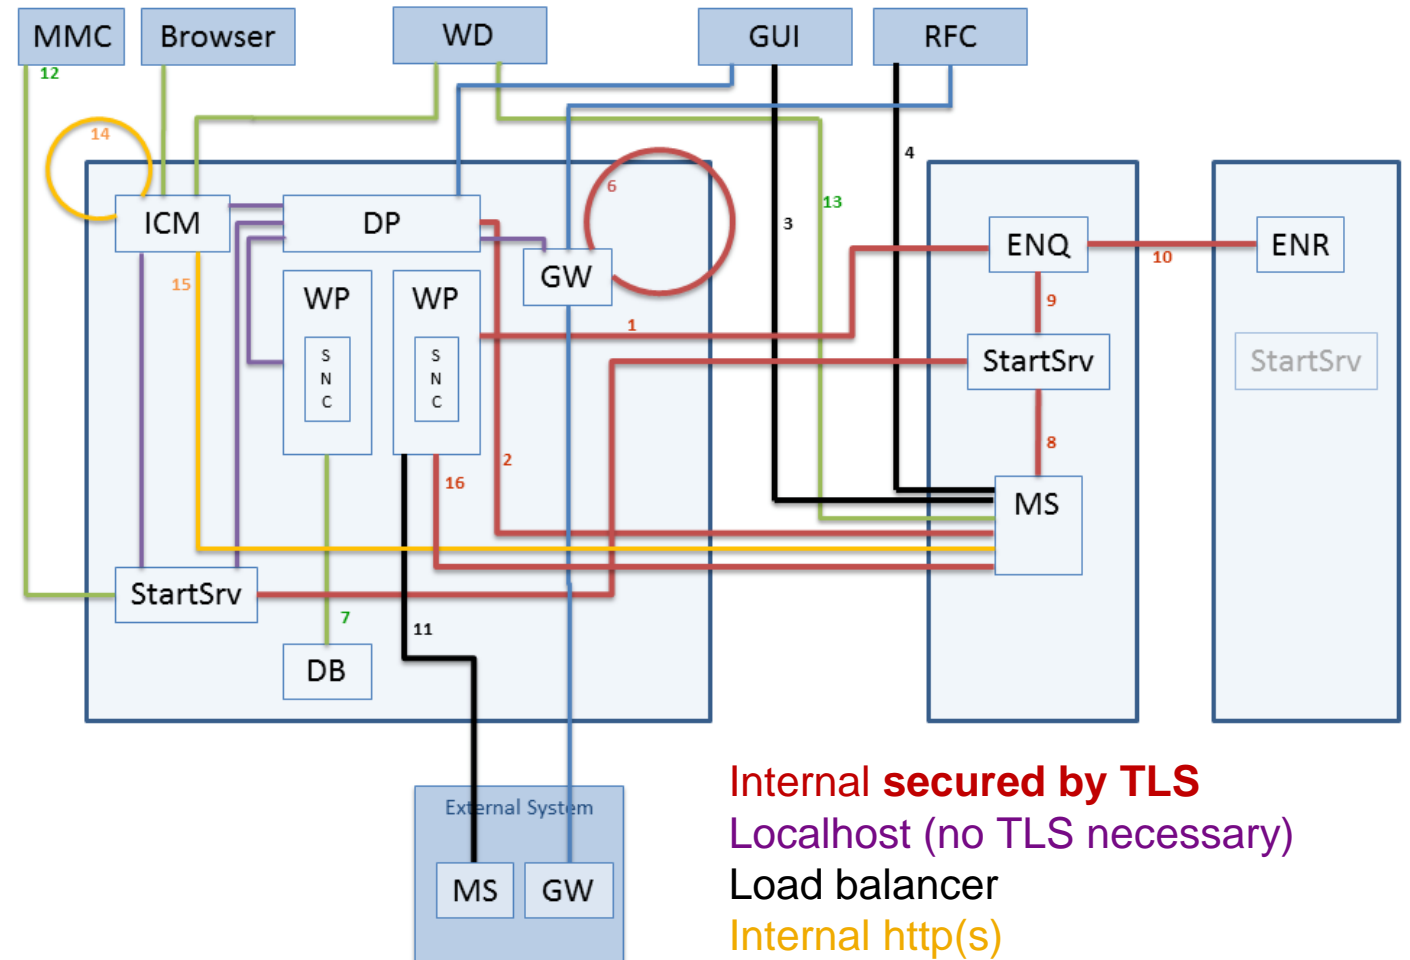 MMC
Browser
WD
GUI
RFC
12
14
4
6
13
3
ICM
DP
ENQ
ENR
10
GW
15
WP
WP
9
1
S
N
C
S
N
C
StartSrv
StartSrv
8
2
16
MS
StartSrv
7
11
DB
External System
MS
GW
Internal secured by TLS
Localhost (no TLS necessary)
Load balancer
Internal http(s)